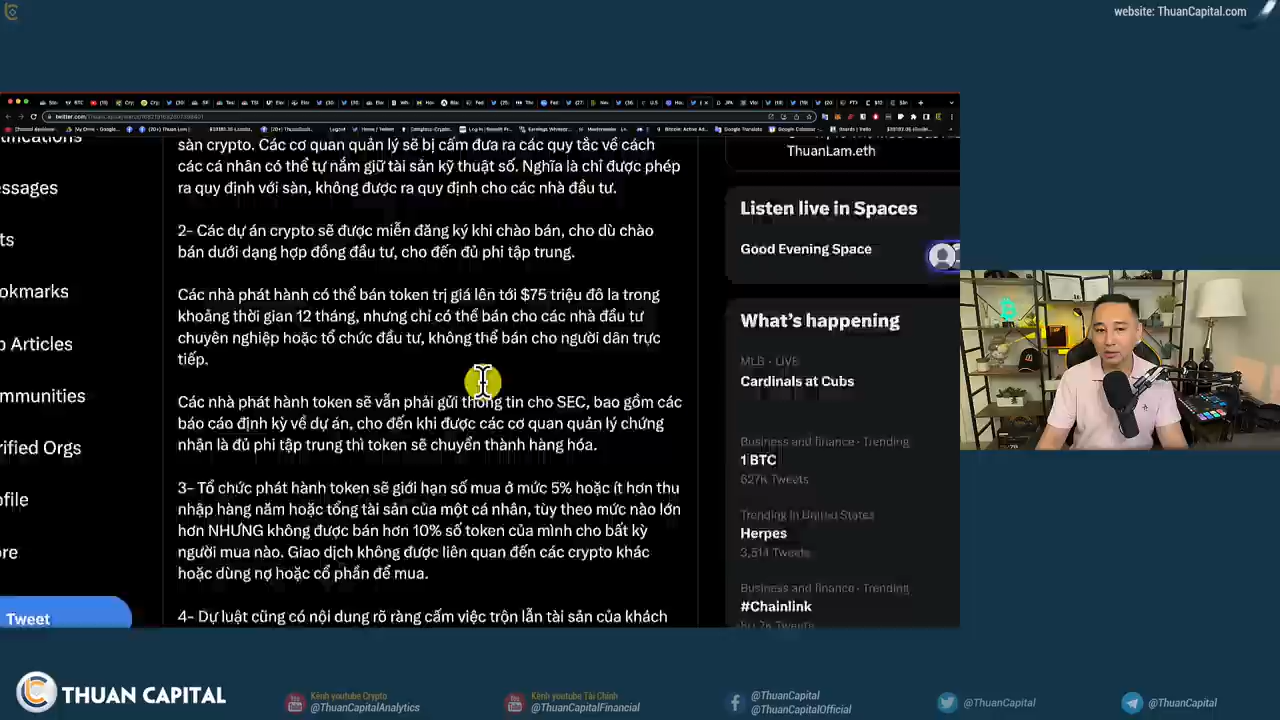 website: ThuanCapital.com
ssages
ts
okmarks
Articles
mmunities
rified Orgs
ofile
ore
Tweet
sàn crypto. Các cơ quan quản lý sẽ bị cấm đưa ra các quy tắc về cách
các cá nhân có thể tự nắm giữ tài sản kỹ thuật số. Nghĩa là chỉ được phép
ra quy định với sàn, không được ra quy định cho các nhà đầu tư.
2- Các dự án crypto sẽ được miễn đăng ký khi chào bán, cho dù chào
bán dưới dạng hợp đồng đầu tư, cho đến đủ phi tập trung.
Các nhà phát hành có thể bán token trị giá lên tới $75 triệu đô la trong
khoảng thời gian 12 tháng, nhưng chỉ có thể bán cho các nhà đầu tư
chuyên nghiệp hoặc tổ chức đầu tư, không thể bán cho người dân trực
tiếp.
Các nhà phát hành token sẽ vẫn phải gửi thông tin cho SEC, bao gồm các
báo cáo định kỳ về dự án, cho đến khi được các cơ quan quản lý chứng
nhận là đủ phi tập trung thì token sẽ chuyển thành hàng hóa.
3- Tổ chức phát hành token sẽ giới hạn số mua ở mức 5% hoặc ít hơn thu
nhập hàng năm hoặc tổng tài sản của một cá nhân, tùy theo mức nào lớn
hơn NHƯNG không được bán hơn 10% số token của mình cho bất kỳ
người mua nào. Giao dịch không được liên quan đến các crypto khác
hoặc dùng nợ hoặc cổ phần để mua.
4- Dự luật cũng có nội dung rõ ràng cấm việc trộn lẫn tài sản của khách
ThuanLam.eth
Listen live in Spaces
Good Evening Space
What's happening
MLB · LIVE
Cardinals at Cubs
Business and finance · Trending
1 BTC
627K Tweets
Trending in United States
Herpes
3,511 Tweets
Business and finance · Trending
#Chainlink
THUAN CAPITAL
Kênh youtube Crypto
@ThuanCapitalAnalytics
Kênh youtube Tài Chính
@ThuanCapitalFinancial
@ThuanCapital
@ThuanCapitalOfficial
@ThuanCapital
@ThuanCapital